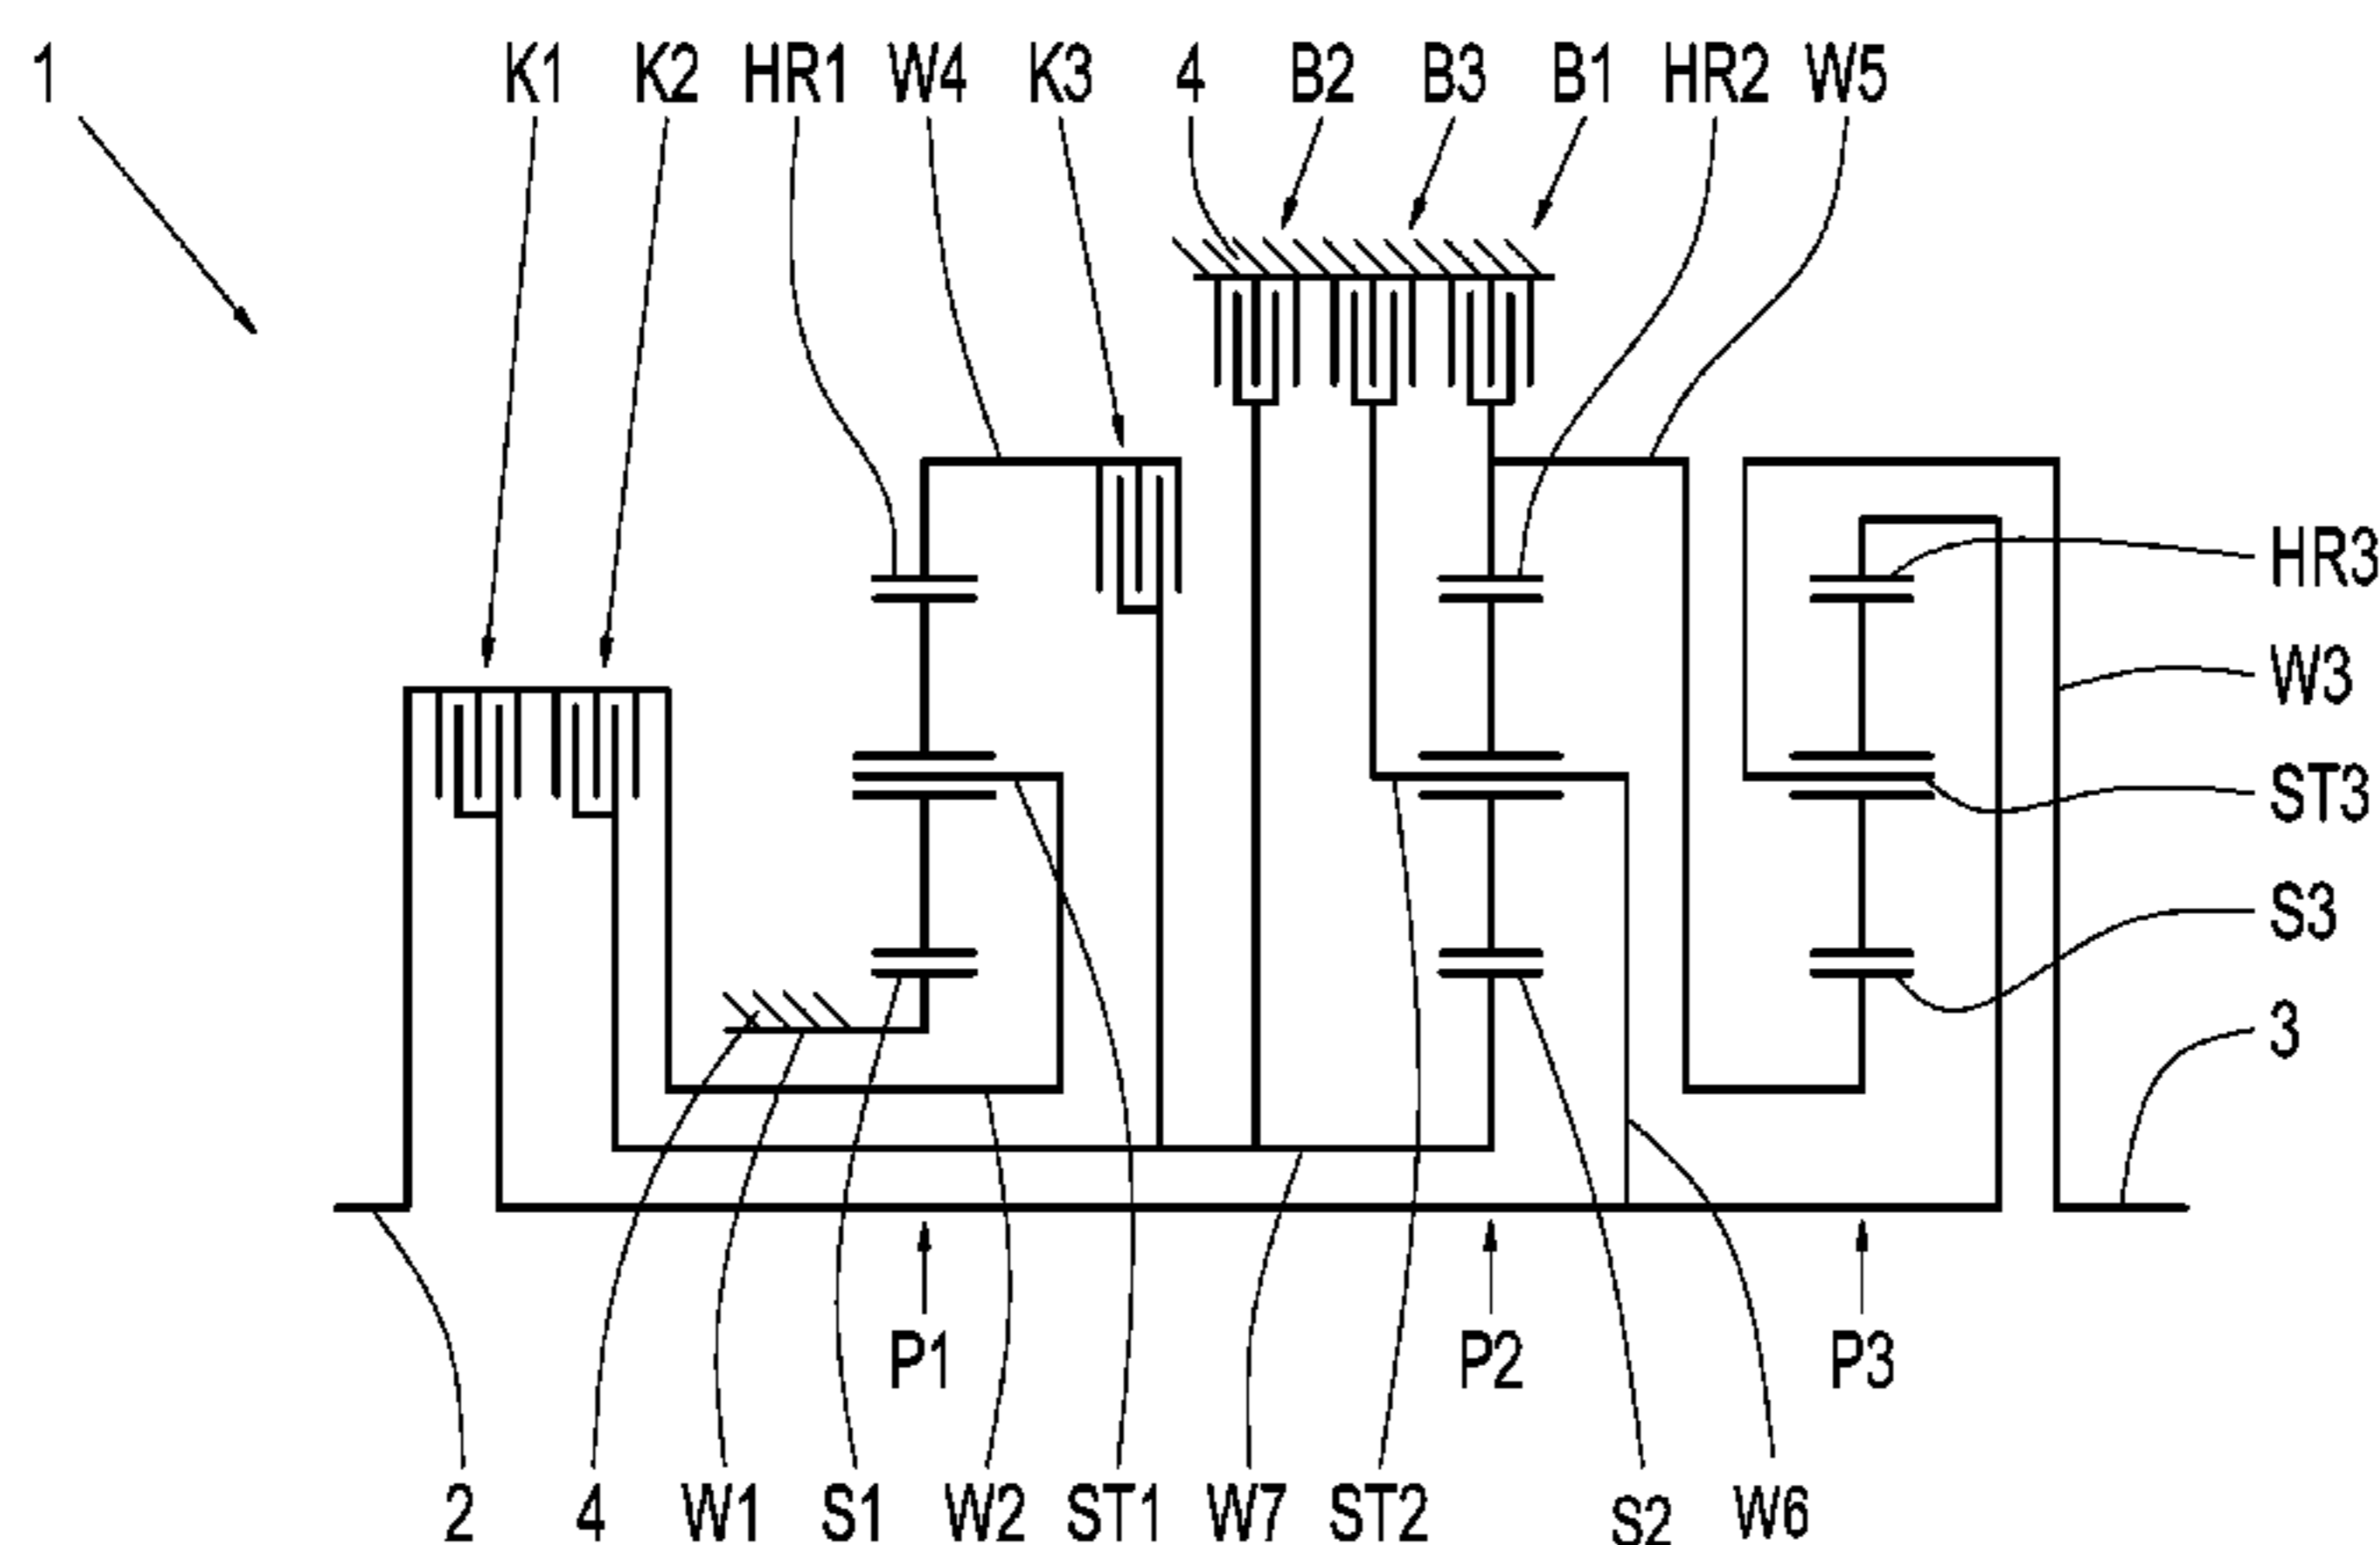 1 K1 K2 HR1 W4 K3 4 B2 B3 B1 HR2 W5
HR3
W3
ST3
S3
3
P1 P2 P3
2 4 W1 S1 W2 ST1 W7 ST2 S2 W6